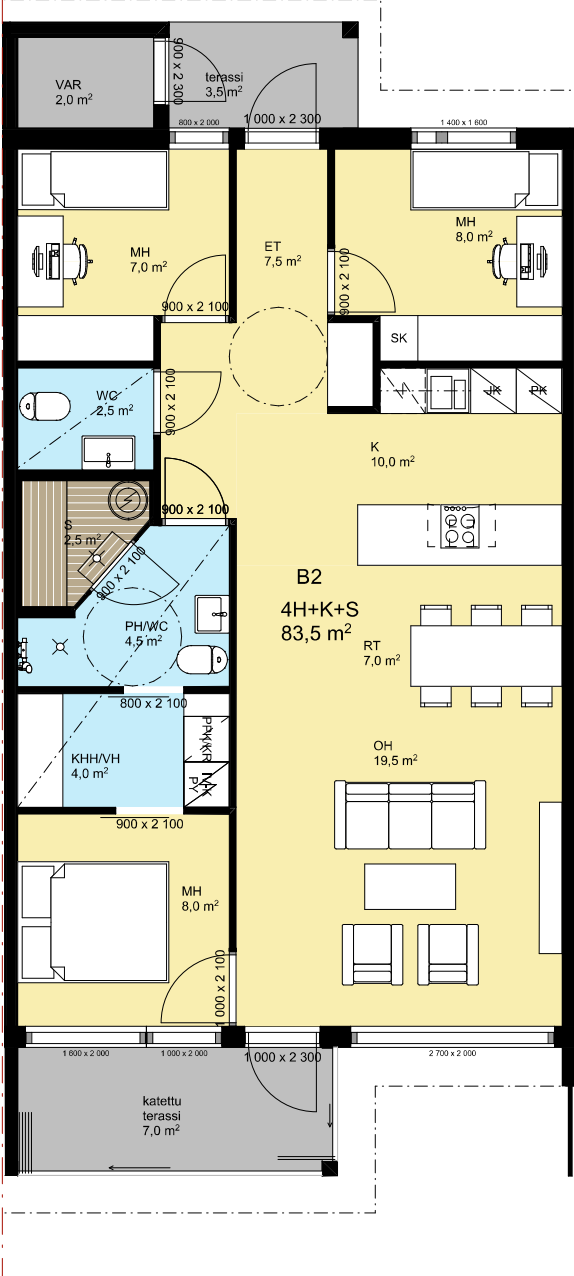 VAR
2,0 m²
900 x 2 300
terassi
3,5 m²
800 x 2 000
1 000 x 2 300
1 400 x 1 600
MH
7,0 m²
ET
7,5 m²
MH
8,0 m²
900 x 2 100
900 x 2 100
SK
WC
2,5 m²
900 x 2 100
JK
PK
K
10,0 m²
900 x 2 100
S
2,5 m²
900 x 2 100
B2
4H+K+S
83,5 m²
PH/WC
4,5 m²
RT
7,0 m²
800 x 2 100
KHH/VH
4,0 m²
PPK/KR
PY
OH
19,5 m²
900 x 2 100
MH
8,0 m²
1 000 x 2 100
1 600 x 2 000
1 000 x 2 000
1 000 x 2 300
2 700 x 2 000
katettu
terassi
7,0 m²